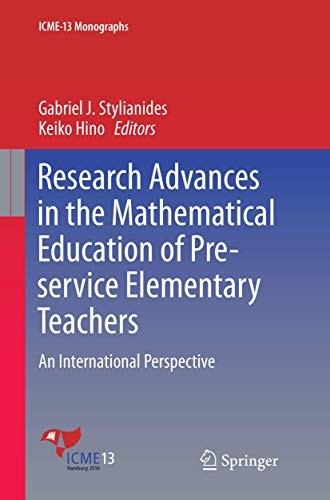 ICME-13 Monographs
Gabriel J. Stylianides
Keiko Hino Editors
Research Advances
in the Mathematical
Education of Pre-
service Elementary
Teachers
An International Perspective
ICME13
Hamburg 2016
Springer